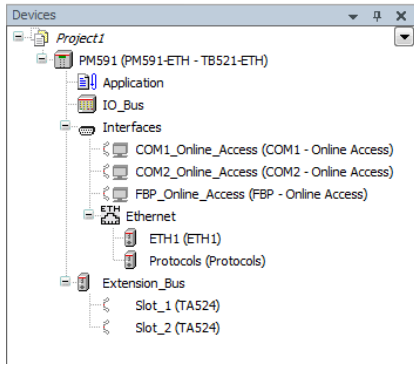 Devices
Project1
PM591 (PM591-ETH - TB521-ETH)
Application
IO_Bus
Interfaces
COM1_Online_Access (COM1 - Online Access)
COM2_Online_Access (COM2 - Online Access)
FBP_Online_Access (FBP - Online Access)
ETH
Ethernet
ETH1 (ETH1)
Protocols (Protocols)
Extension_Bus
Slot_1 (TA524)
Slot_2 (TA524)